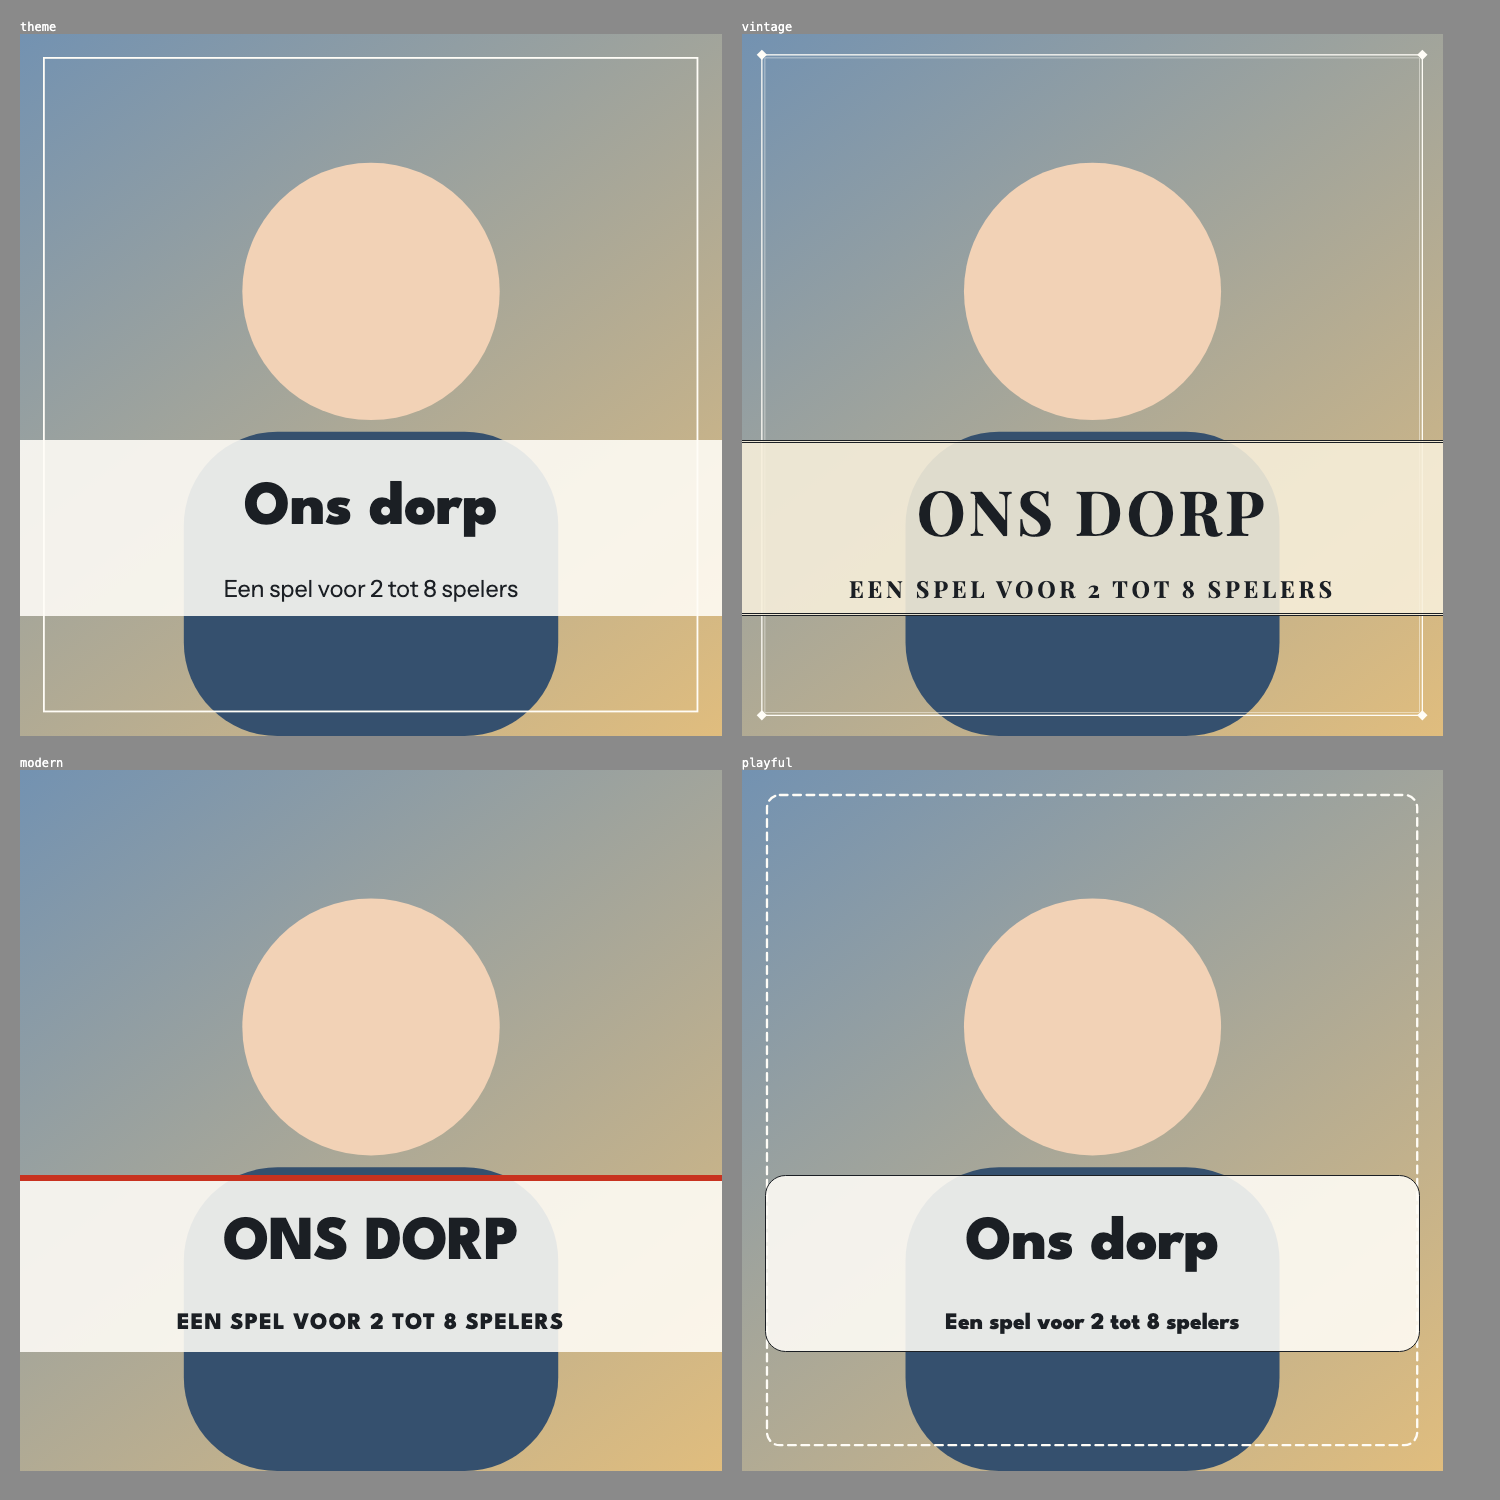 theme
Ons dorp
Een spel voor 2 tot 8 spelers
vintage
ONS DORP
EEN SPEL VOOR 2 TOT 8 SPELERS
modern
ONS DORP
EEN SPEL VOOR 2 TOT 8 SPELERS
playful
Ons dorp
Een spel voor 2 tot 8 spelers